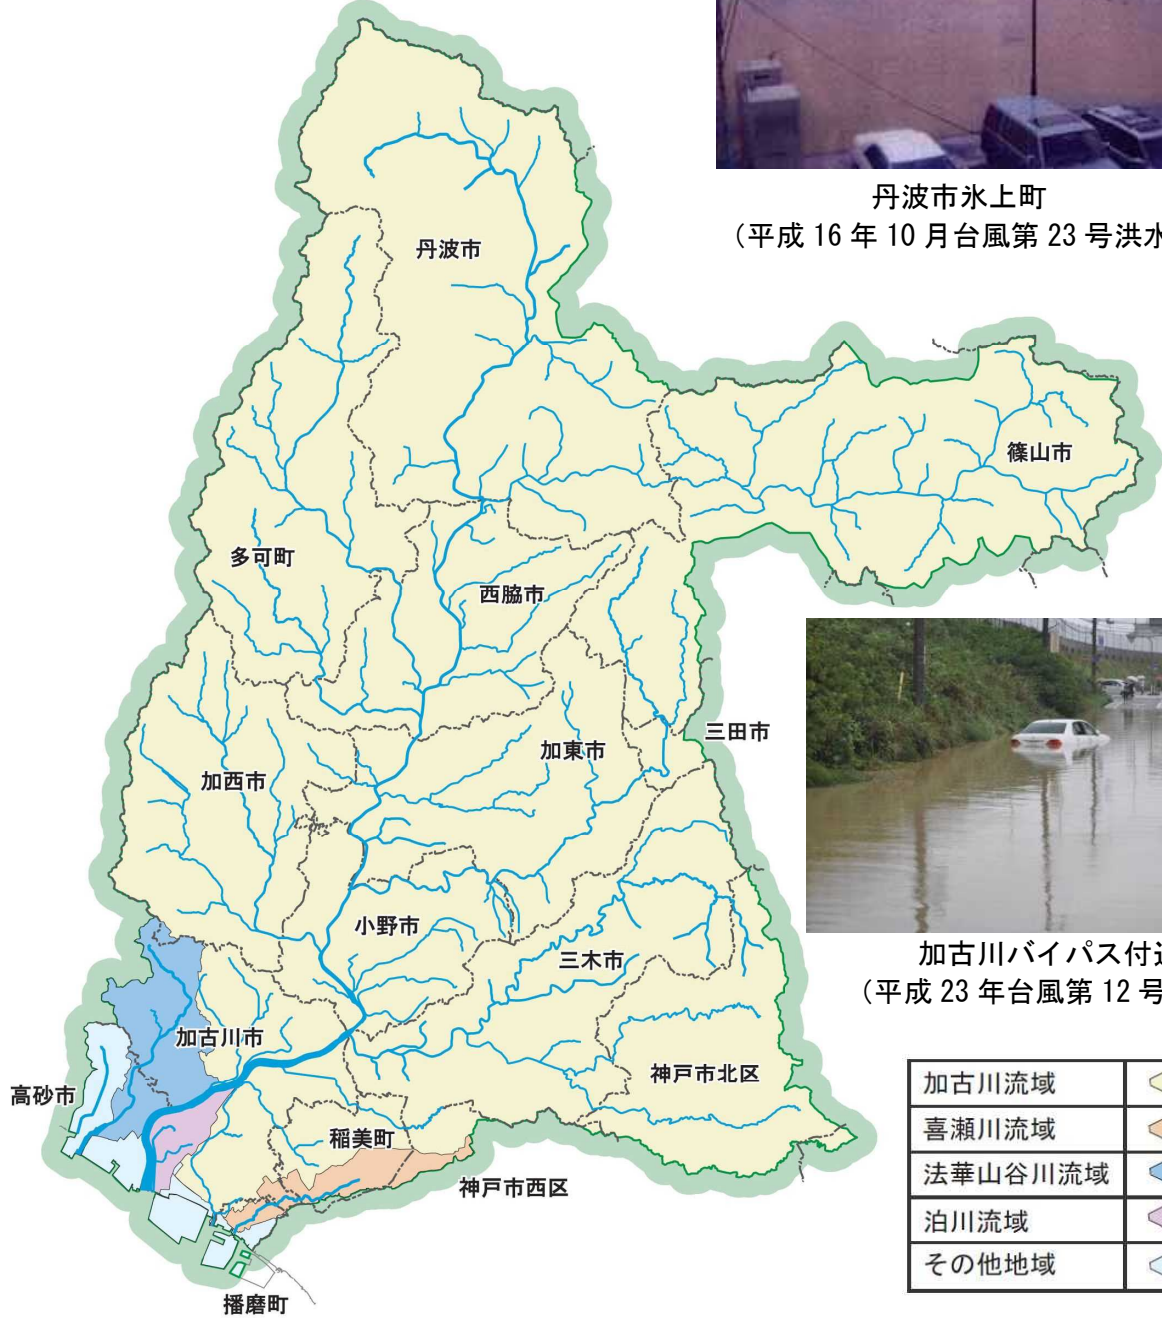 丹波市氷上町
（平成 16 年 10 月台風第 23 号洪水
丹波市
篠山市
多可町
西脇市
三田市
加東市
加西市
小野市
三木市
加古川バイパス付近
（平成 23 年台風第 12 号
加古川市
神戸市北区
高砂市
稲美町
神戸市西区
播磨町
加古川流域
喜瀬川流域
法華山谷川流域
泊川流域
その他地域